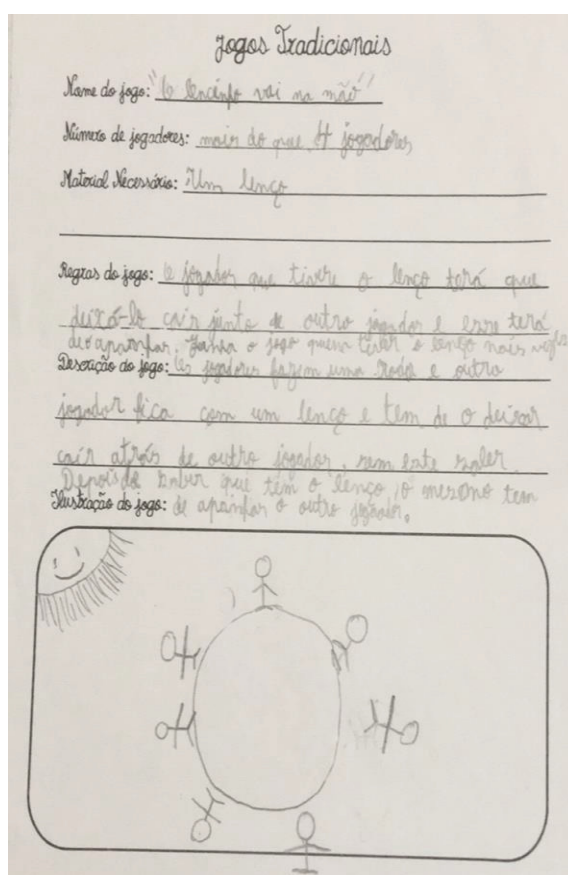 Jogos Tradicionais
Nome do jogo: "O lencinho vai na mão"
Número de jogadores: mais do que 4 jogadores
Material Necessário: Um lenço
Regras do jogo: O jogador que tivere o lenço terá que
deixá-lo cair junto de outro jogador e esse terá
de o apanhar. Ganha o jogo quem tiver o lenço mais vezes
Descrição do jogo: Os jogadores fazem uma roda e outro
jogador fica com um lenço e tem de o deixar
cair atrás de outro jogador, sem este saber.
Depois de saber que têm o lenço, o mesmo tem
Ilustração do jogo: de apanhar o outro jogador.